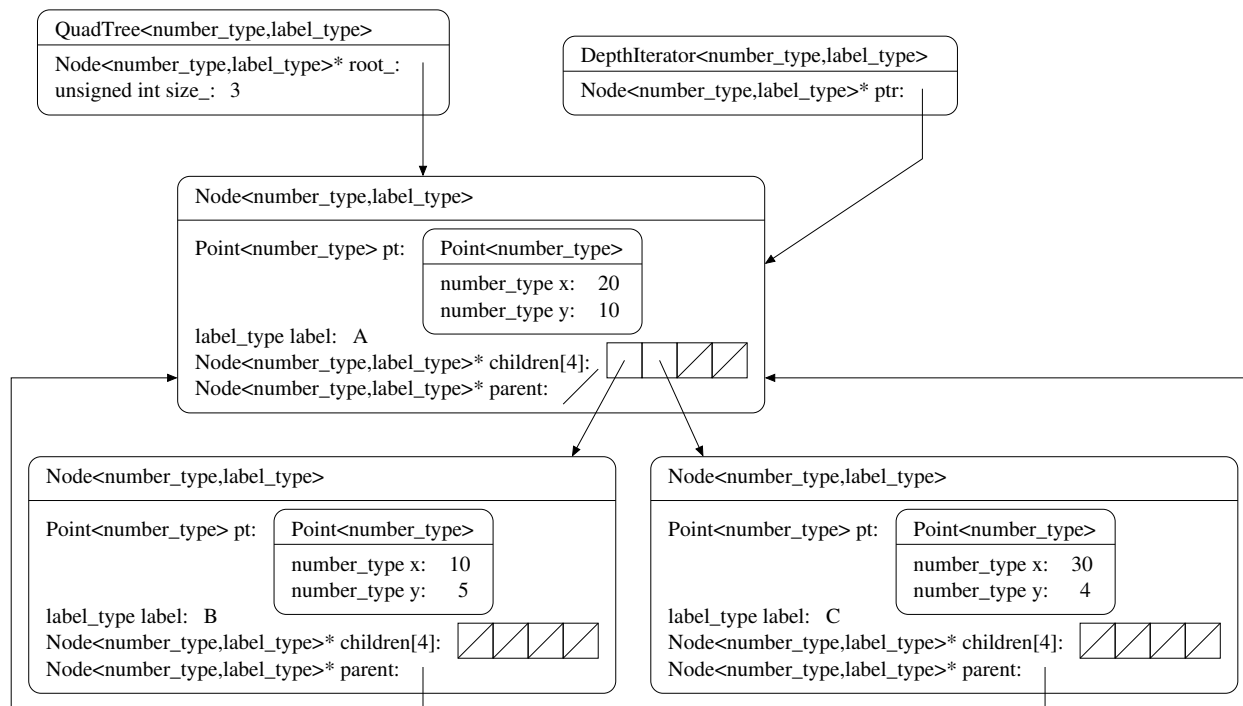 QuadTree<number_type,label_type>
Node<number_type,label_type>* root_:
unsigned int size_: 3
DepthIterator<number_type,label_type>
Node<number_type,label_type>* ptr:
Node<number_type,label_type>
Point<number_type> pt:
Point<number_type>
number_type x: 20
number_type y: 10
label_type label: A
Node<number_type,label_type>* children[4]:
Node<number_type,label_type>* parent:
Node<number_type,label_type>
Point<number_type> pt:
Point<number_type>
number_type x: 10
number_type y: 5
label_type label: B
Node<number_type,label_type>* children[4]:
Node<number_type,label_type>* parent:
Node<number_type,label_type>
Point<number_type> pt:
Point<number_type>
number_type x: 30
number_type y: 4
label_type label: C
Node<number_type,label_type>* children[4]:
Node<number_type,label_type>* parent: